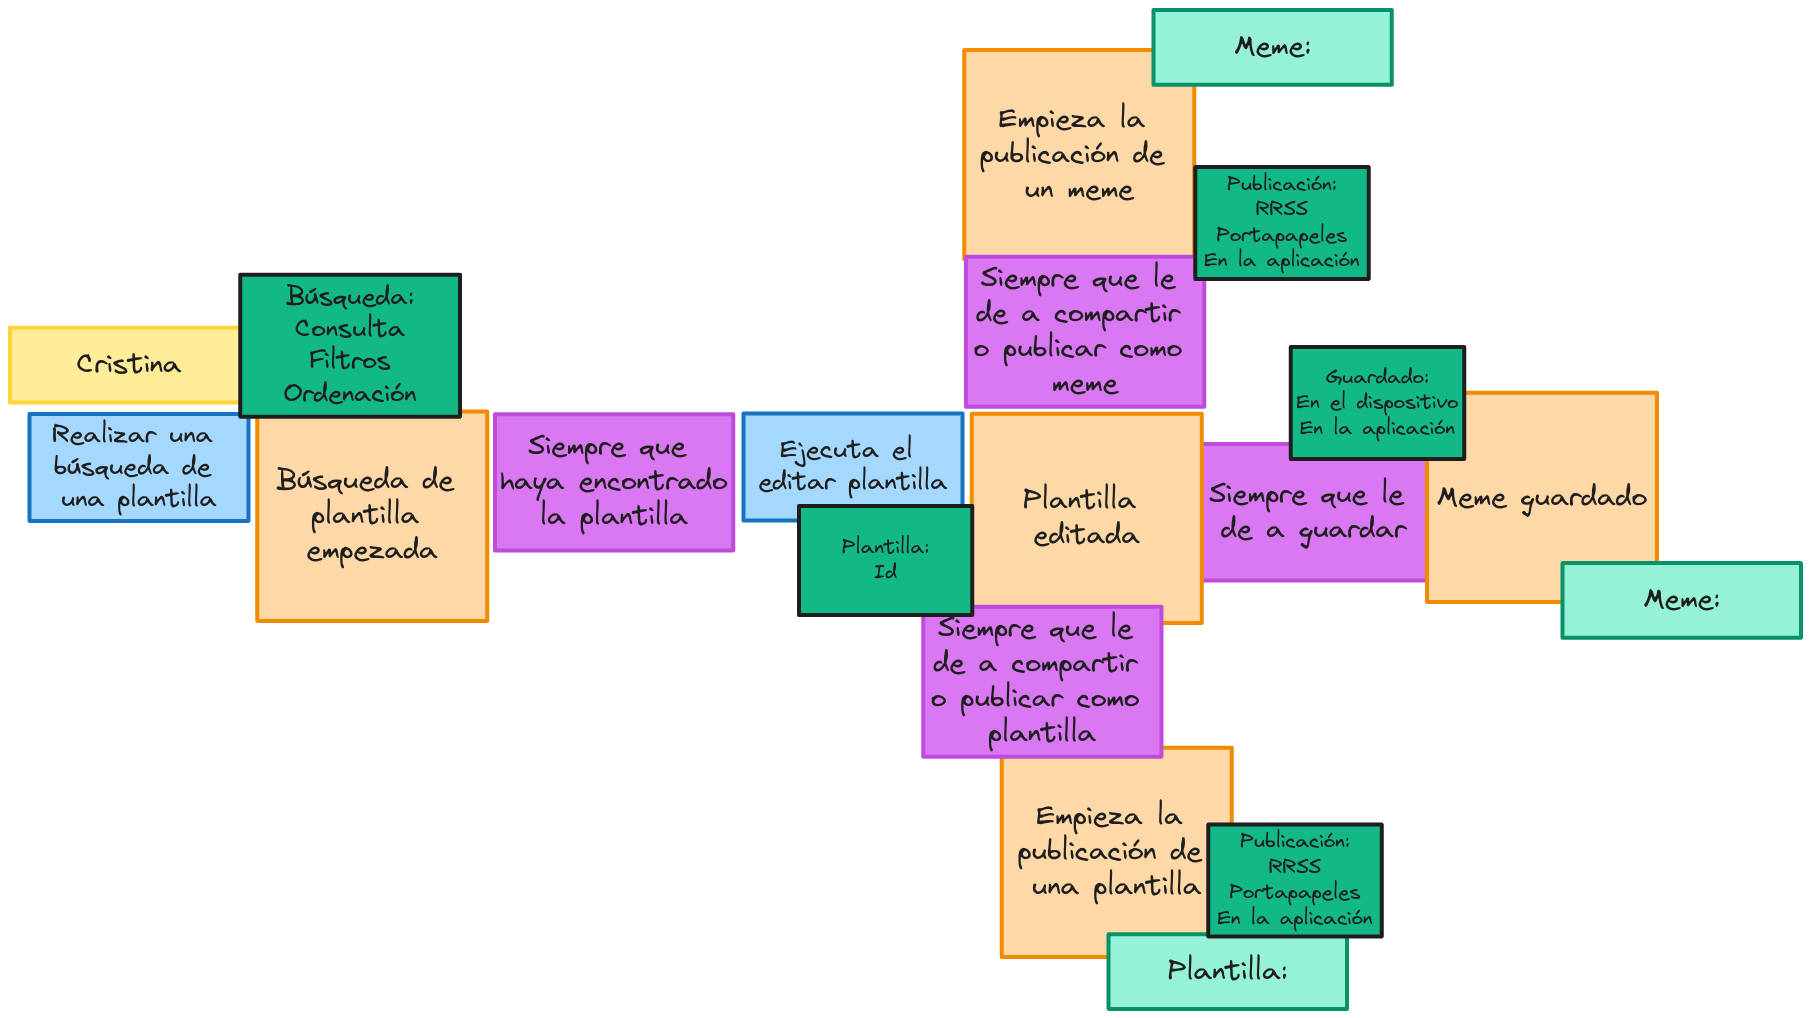 Meme:
Empieza la
publicación de
un meme
Publicación:
RRSS
Portapapeles
En la aplicación
Siempre que le
de a compartir
o publicar como
meme
Búsqueda:
Consulta
Filtros
Ordenación
Cristina
Realizar una
búsqueda de
una plantilla
Búsqueda de
plantilla
empezada
Siempre que
haya encontrado
la plantilla
Ejecuta el
editar plantilla
Plantilla:
Id
Plantilla
editada
Siempre que le
de a guardar
Guardado:
En el dispositivo
En la aplicación
Meme guardado
Meme:
Siempre que le
de a compartir
o publicar como
plantilla
Empieza la
publicación de
una plantilla
Publicación:
RRSS
Portapapeles
En la aplicación
Plantilla: